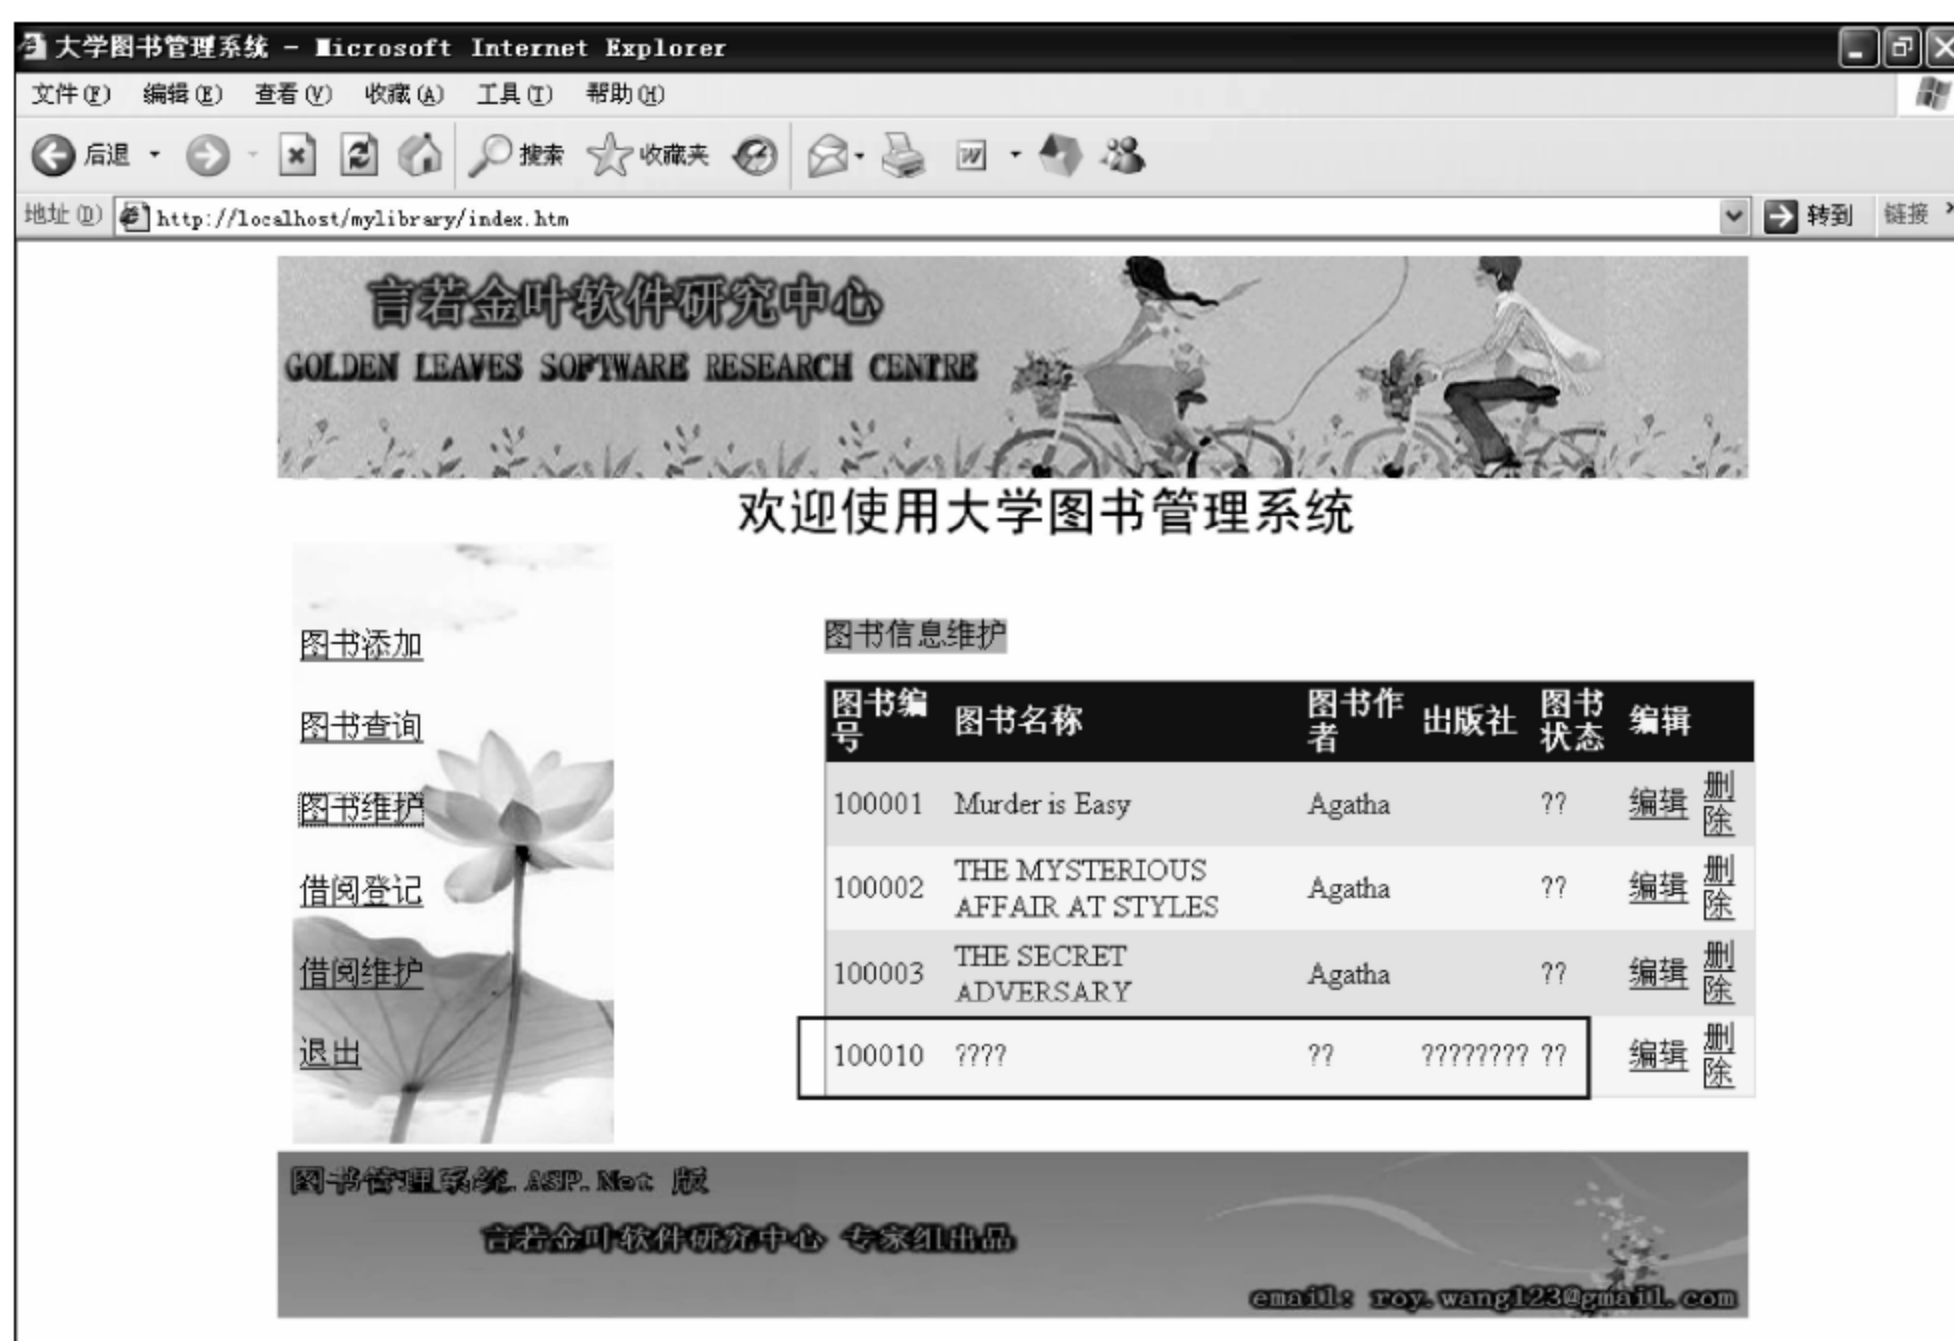 大学图书管理系统 - Microsoft Internet Explorer
文件(F) 编辑(E) 查看(V) 收藏(A) 工具(T) 帮助(H)
后退 搜索 收藏夹
地址(D) http://localhost/mylibrary/index.htm 转到 链接
言若金叶软件研究中心
GOLDEN LEAVES SOFTWARE RESEARCH CENTRE
欢迎使用大学图书管理系统
图书添加
图书查询
图书维护
借阅登记
借阅维护
退出
图书信息维护
图书编 图书名称 图书作 出版社 图书 编辑
号 者 状态
100001 Murder is Easy Agatha ?? 编辑 删
除
THE MYSTERIOUS 删
100002 Agatha ?? 编辑
AFFAIR AT STYLES 除
THE SECRET 删
100003 Agatha ?? 编辑
ADVERSARY 除
100010 ???? ?? ???????? ?? 编辑 删
除
图书管理系统 ASP.Net 版
言若金叶软件研究中心 专家组出品
email: roy.wang123@gmail.com